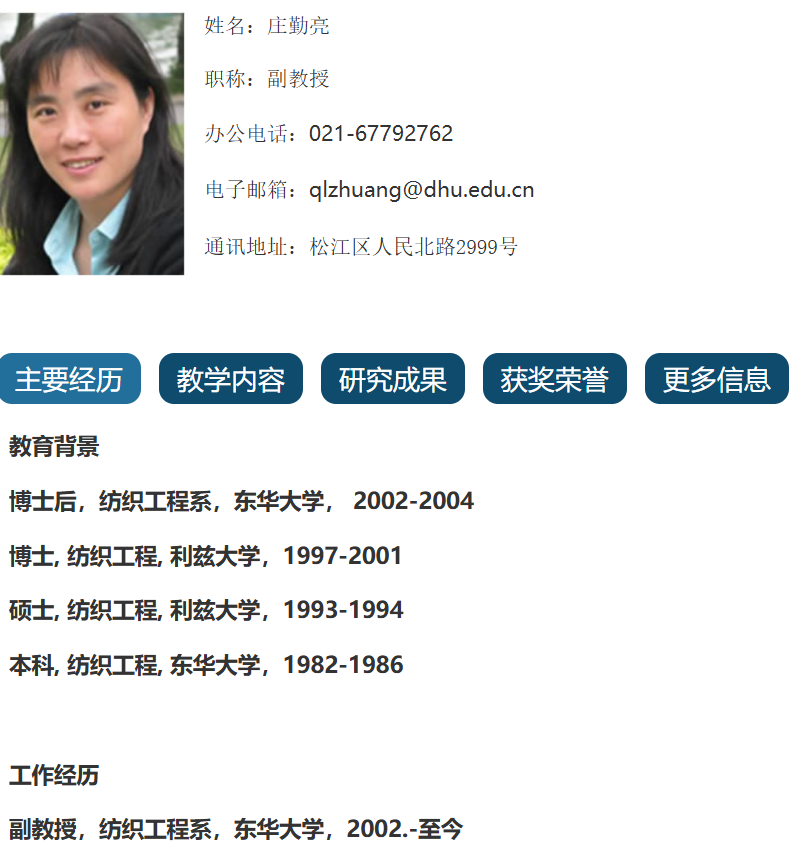 姓名：庄勤亮
职称：副教授
办公电话：021-67792762
电子邮箱：qlzhuang@dhu.edu.cn
通讯地址：松江区人民北路2999号
主要经历 教学内容 研究成果 获奖荣誉 更多信息
教育背景
博士后，纺织工程系，东华大学， 2002-2004
博士, 纺织工程, 利兹大学，1997-2001
硕士, 纺织工程, 利兹大学，1993-1994
本科, 纺织工程, 东华大学，1982-1986
工作经历
副教授，纺织工程系，东华大学，2002.-至今